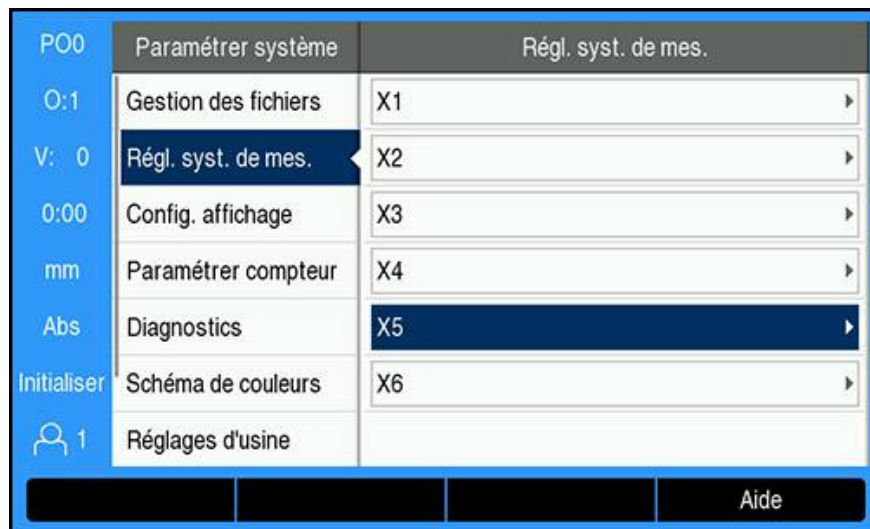 PO0
Paramétrer système
Régl. syst. de mes.
O:1
Gestion des fichiers
X1
V: 0
Régl. syst. de mes.
X2
0:00
Config. affichage
X3
mm
Paramétrer compteur
X4
Abs
Diagnostics
X5
Initialiser
Schéma de couleurs
X6
1
Réglages d'usine
Aide